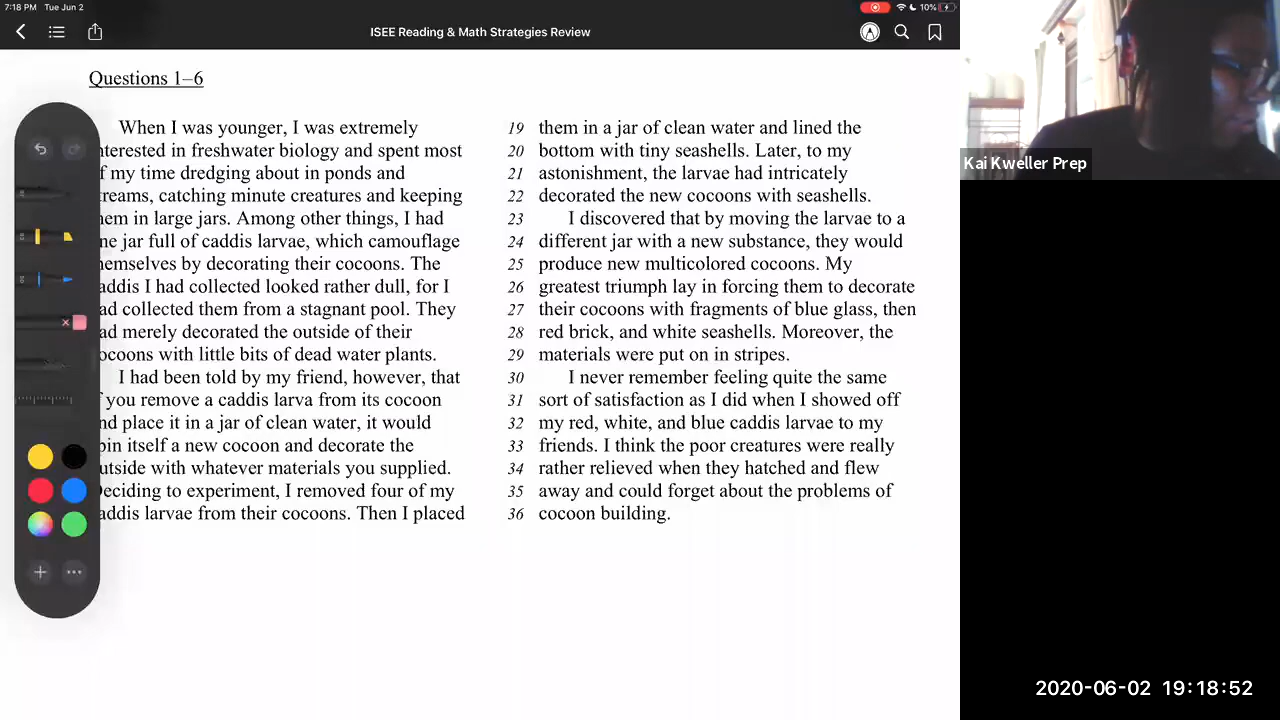 7:18 PM Tue Jun 2
10%
ISEE Reading & Math Strategies Review
Questions 1–6
When I was younger, I was extremely
nterested in freshwater biology and spent most
f my time dredging about in ponds and
treams, catching minute creatures and keeping
hem in large jars. Among other things, I had
ne jar full of caddis larvae, which camouflage
hemselves by decorating their cocoons. The
addis I had collected looked rather dull, for I
ad collected them from a stagnant pool. They
ad merely decorated the outside of their
ocoons with little bits of dead water plants.
I had been told by my friend, however, that
f you remove a caddis larva from its cocoon
nd place it in a jar of clean water, it would
pin itself a new cocoon and decorate the
utside with whatever materials you supplied.
Deciding to experiment, I removed four of my
addis larvae from their cocoons. Then I placed
19 them in a jar of clean water and lined the
20 bottom with tiny seashells. Later, to my
21 astonishment, the larvae had intricately
22 decorated the new cocoons with seashells.
23 I discovered that by moving the larvae to a
24 different jar with a new substance, they would
25 produce new multicolored cocoons. My
26 greatest triumph lay in forcing them to decorate
27 their cocoons with fragments of blue glass, then
28 red brick, and white seashells. Moreover, the
29 materials were put on in stripes.
30 I never remember feeling quite the same
31 sort of satisfaction as I did when I showed off
32 my red, white, and blue caddis larvae to my
33 friends. I think the poor creatures were really
34 rather relieved when they hatched and flew
35 away and could forget about the problems of
36 cocoon building.
Kai Kweller Prep
2020-06-02 19:18:52